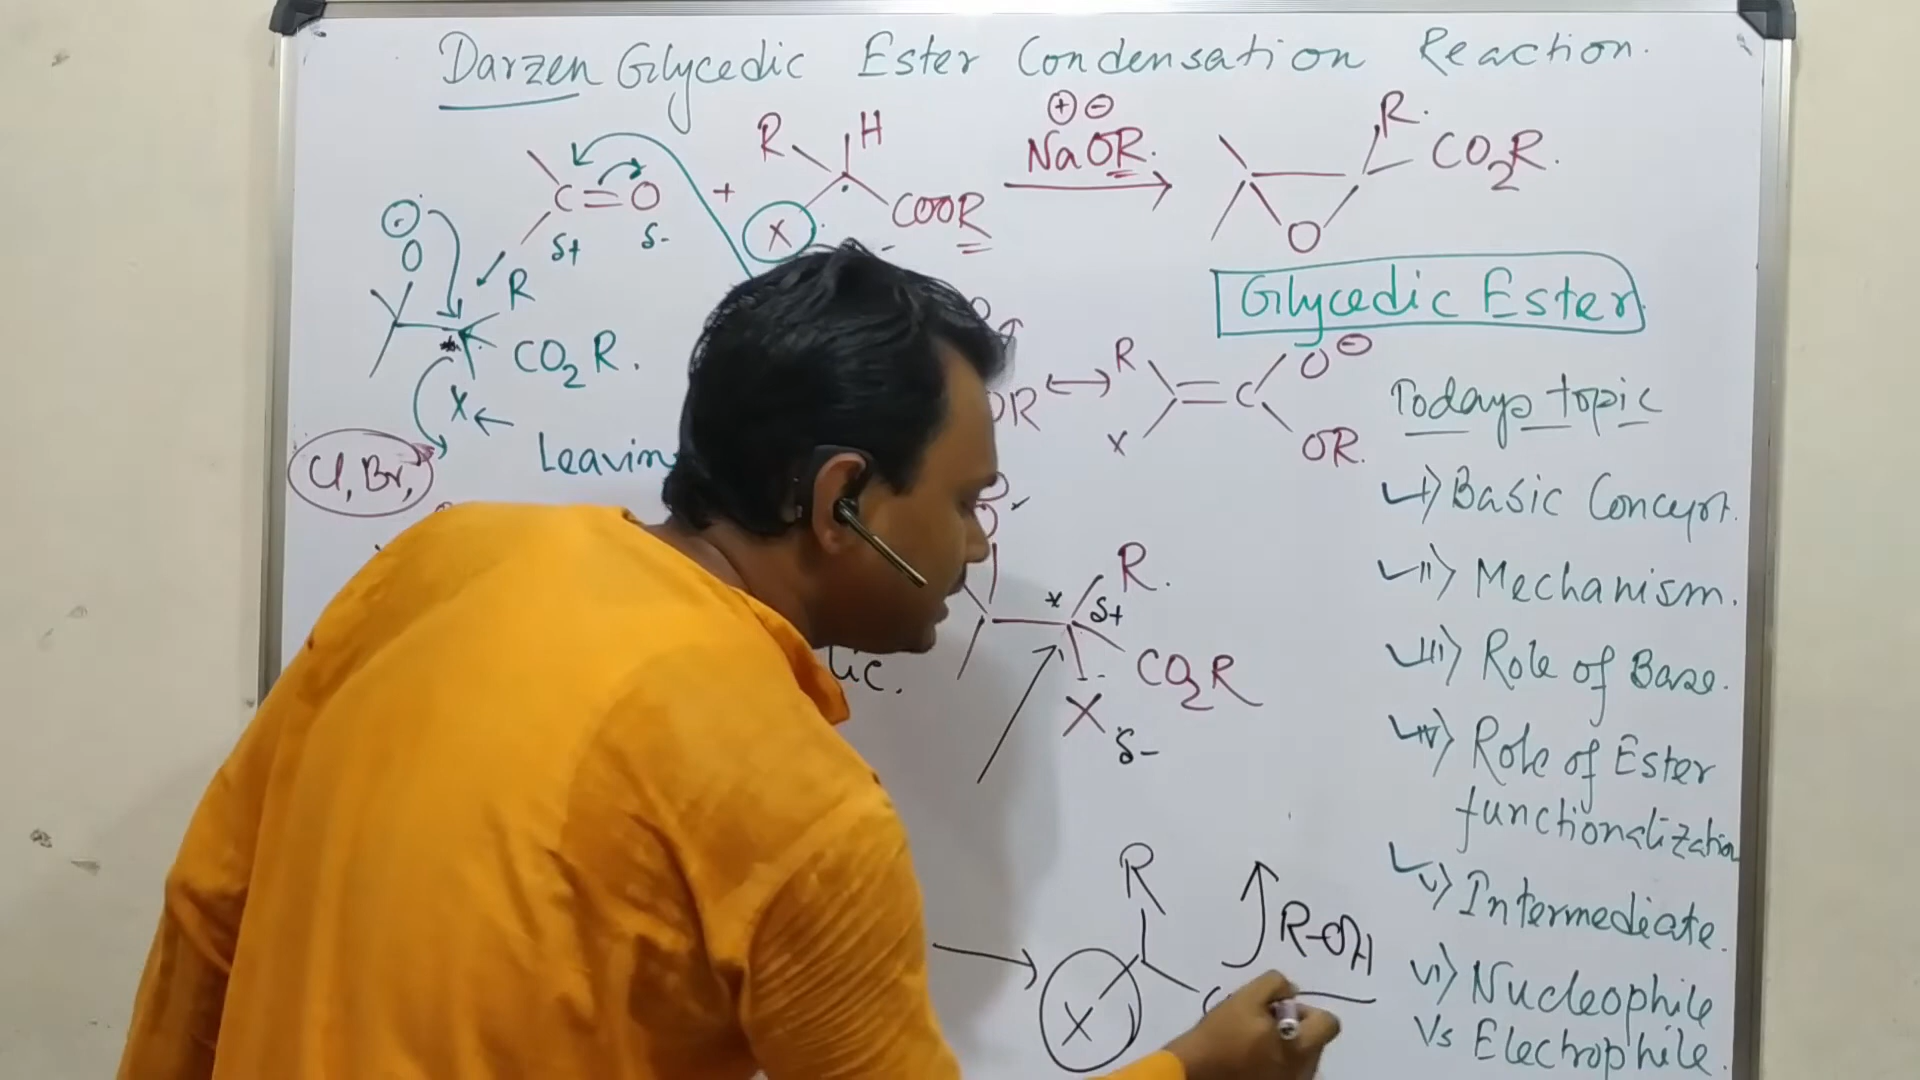 Darzen Glycedic Ester Condensation Reaction.
R H
⊕ ⊖
NaOR.
R.
CO2R.
C=O
+
X
COOR
δ+ δ-
O
⊖
O
R
CO2R.
X
Cl, Br,
Glycedic Ester
R
O⊖
C
X
OR.
OR
R.
δ+
CO2R
X
δ-
R
X
R-OH
Todays topic
I) Basic Concept.
II) Mechanism.
III) Role of Base.
IV) Role of Ester
functionalization
V) Intermediate.
VI) Nucleophile
Vs Electrophile.